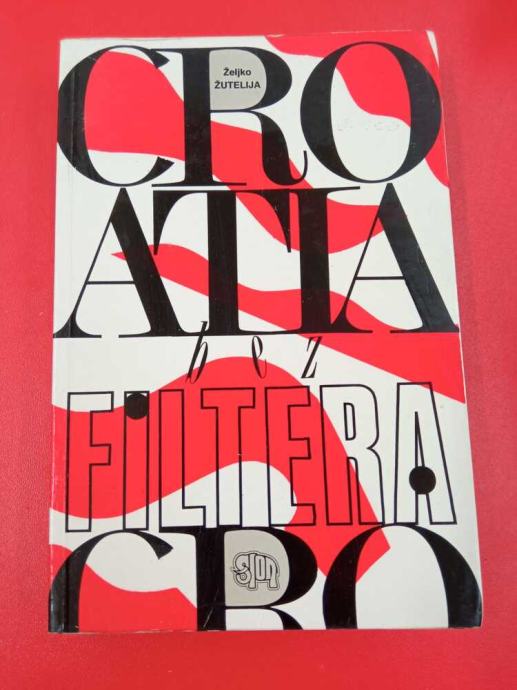 CRO
Željko
ŽUTELIJA
ATIA
bez
FILTERA
CRO